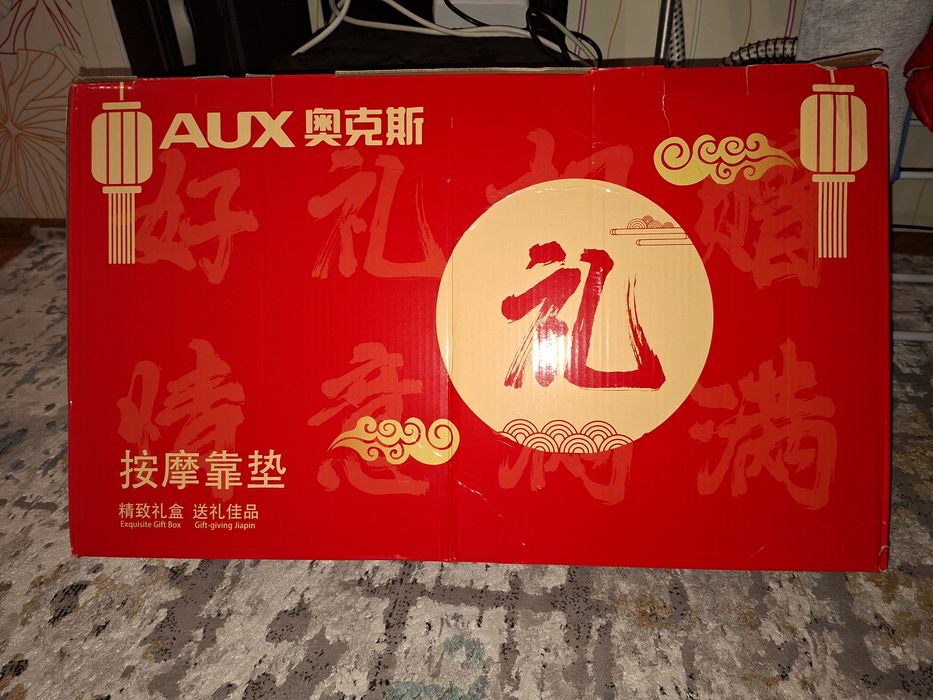 AUX 奥克斯
好礼相赠
礼
情意满满
按摩靠垫
精致礼盒 送礼佳品
Exquisite Gift Box Gift-giving Jiapin